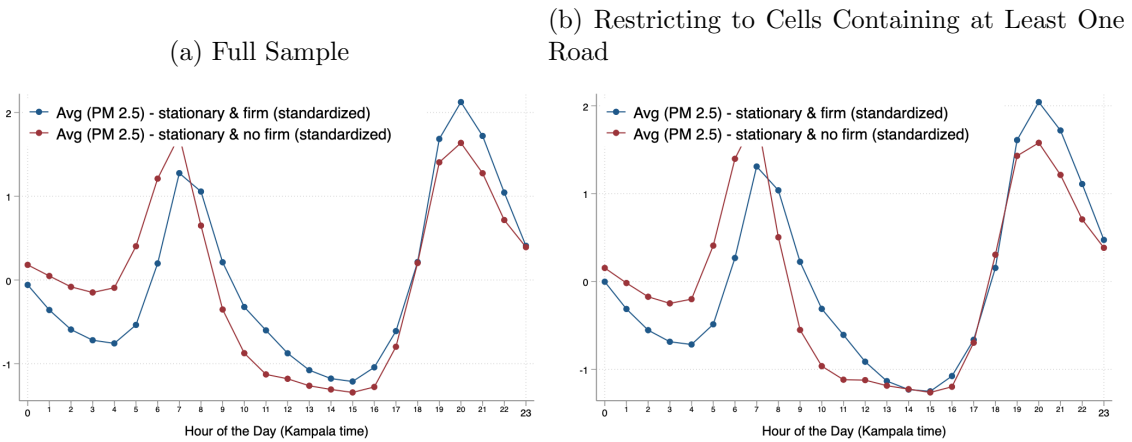 (a) Full Sample
(b) Restricting to Cells Containing at Least One
Road
Avg (PM 2.5) - stationary & firm (standardized)
Avg (PM 2.5) - stationary & no firm (standardized)
2
1
0
-1
0 1 2 3 4 5 6 7 8 9 10 11 12 13 14 15 16 17 18 19 20 21 22 23
Hour of the Day (Kampala time)
Avg (PM 2.5) - stationary & firm (standardized)
Avg (PM 2.5) - stationary & no firm (standardized)
2
1
0
-1
0 1 2 3 4 5 6 7 8 9 10 11 12 13 14 15 16 17 18 19 20 21 22 23
Hour of the Day (Kampala time)